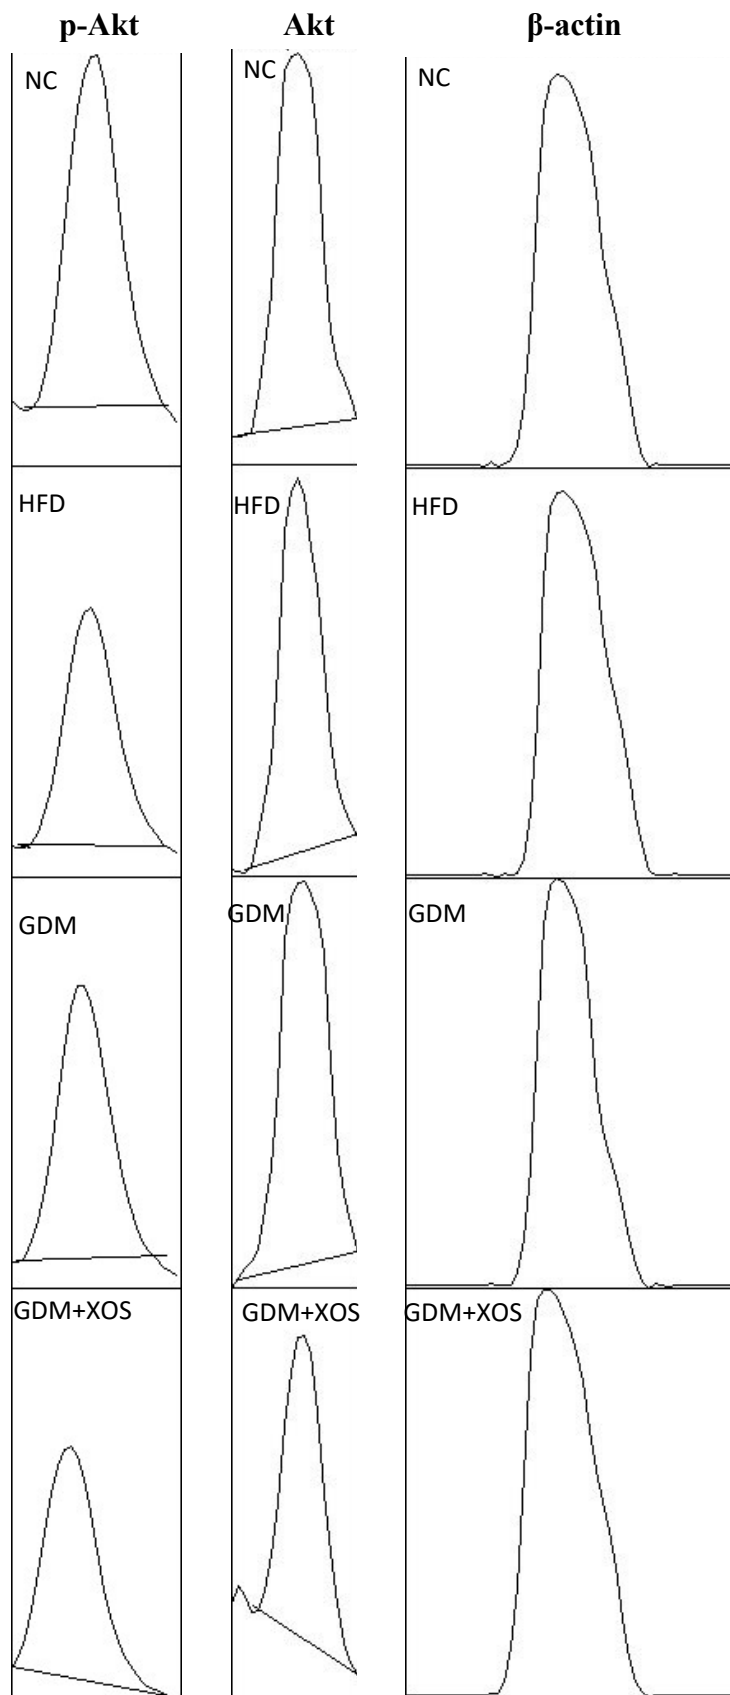 p-Akt Akt β-actin
NC NC NC
HFD HFD HFD
GDM GDM GDM
GDM+XOS GDM+XOS GDM+XOS